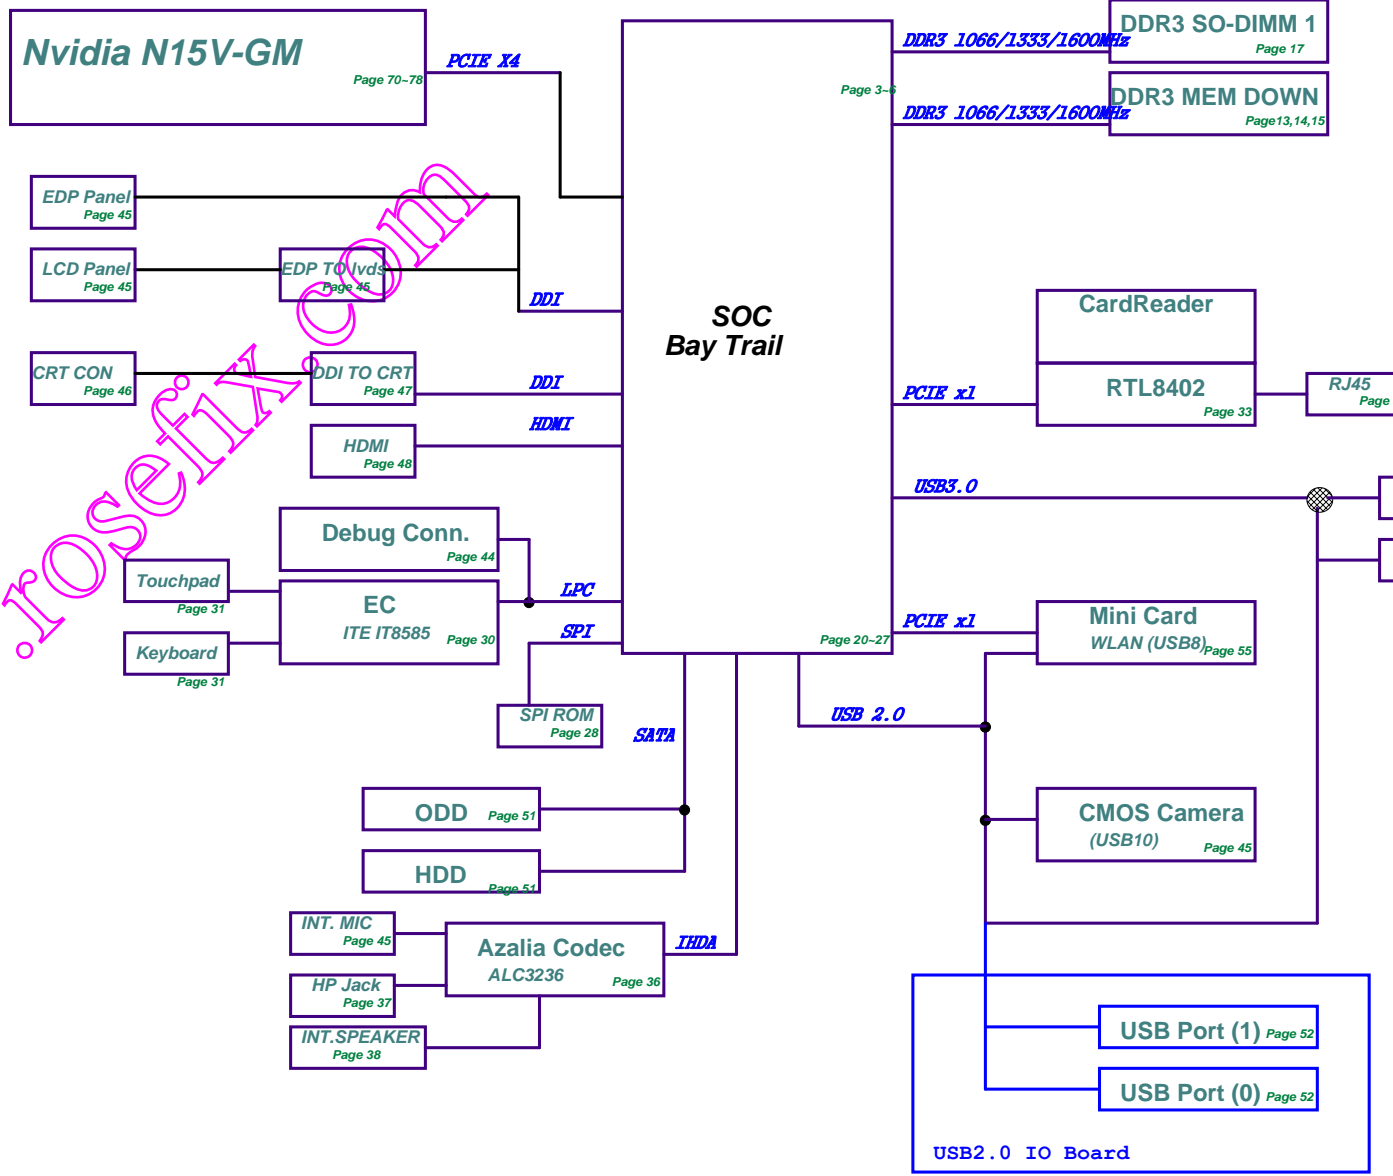 Nvidia N15V-GM
Page 70~78
PCIE X4
DDR3 1066/1333/1600MHz
DDR3 SO-DIMM 1
Page 17
Page 3~6
DDR3 1066/1333/1600MHz
DDR3 MEM DOWN
Page13,14,15
EDP Panel
Page 45
LCD Panel
Page 45
EDP TO lvds
Page 45
DDI
SOC
Bay Trail
CRT CON
Page 46
DDI TO CRT
Page 47
DDI
HDMI
HDMI
Page 48
CardReader
PCIE x1
RTL8402
Page 33
RJ45
Page
USB3.0
Debug Conn.
Page 44
Touchpad
Page 31
EC
ITE IT8585
Page 30
LPC
SPI
Keyboard
Page 31
Page 20~27
PCIE x1
Mini Card
WLAN (USB8)
Page 55
SPI ROM
Page 28
SATA
USB 2.0
ODD
Page 51
HDD
Page 51
CMOS Camera
(USB10)
Page 45
INT. MIC
Page 45
Azalia Codec
ALC3236
Page 36
IHDA
HP Jack
Page 37
INT.SPEAKER
Page 38
USB Port (1)
Page 52
USB Port (0)
Page 52
USB2.0 IO Board
.rosefix.com